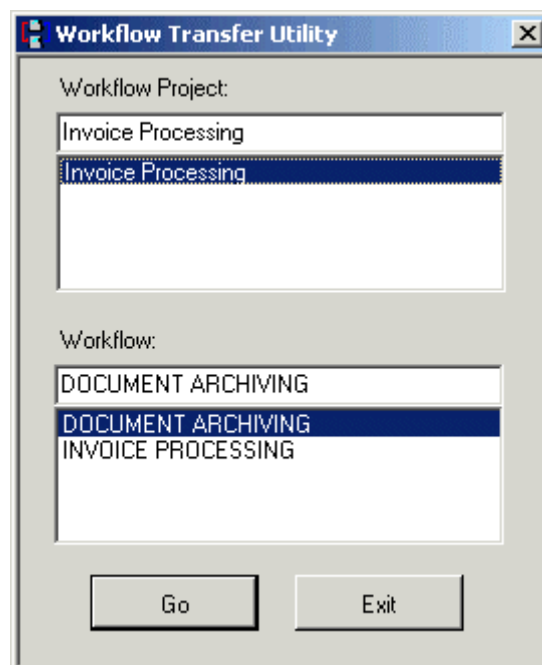 Workflow Transfer Utility
Workflow Project:
Invoice Processing
Invoice Processing
Workflow:
DOCUMENT ARCHIVING
DOCUMENT ARCHIVING
INVOICE PROCESSING
Go Exit